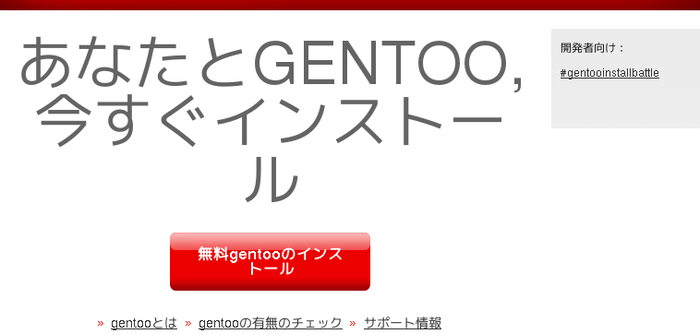 あなたとGENTOO,
今すぐインストー
ル
開発者向け：
#gentooinstallbattle
無料gentooのインス
トール
» gentooとは » gentooの有無のチェック » サポート情報